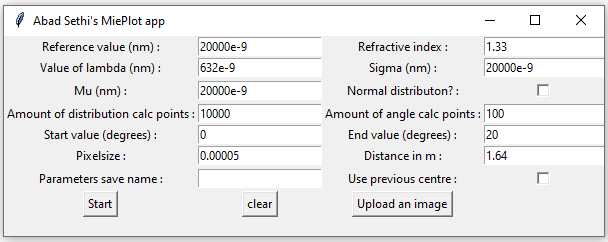 Abad Sethi's MiePlot app
Reference value (nm) : 20000e-9 Refractive index : 1.33
Value of lambda (nm) : 632e-9 Sigma (nm) : 20000e-9
Mu (nm) : 20000e-9 Normal distributon? :
Amount of distribution calc points : 10000 Amount of angle calc points : 100
Start value (degrees) : 0 End value (degrees) : 20
Pixelsize : 0.00005 Distance in m : 1.64
Parameters save name : Use previous centre :
Start clear Upload an image